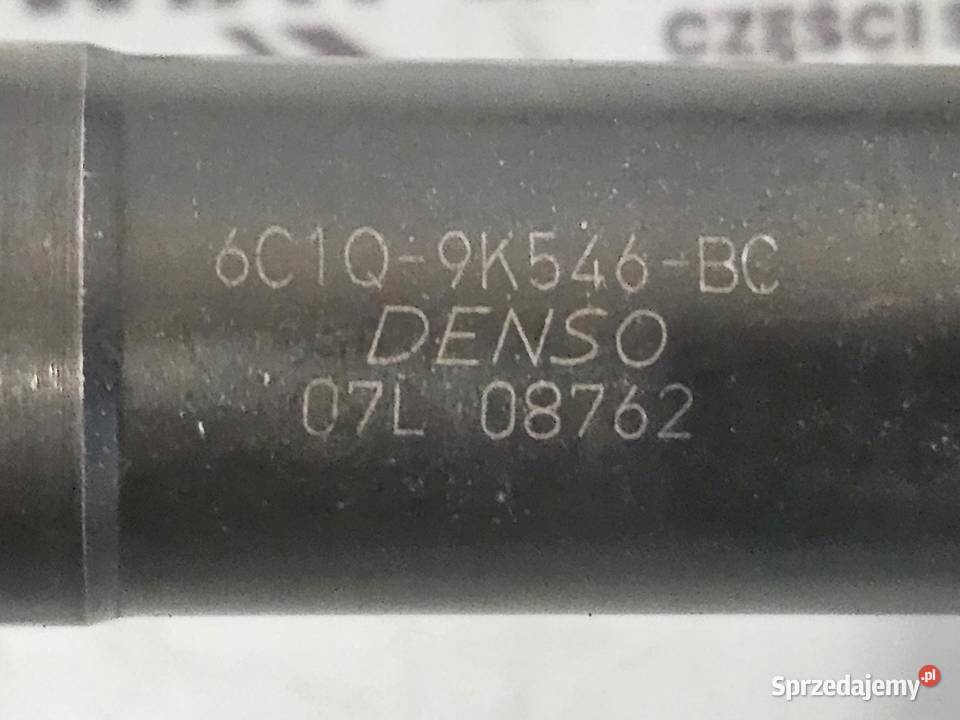 CZĘŚCI
6C1Q-9K546-BC
DENSO
07L 08762
Sprzedajemy.pl